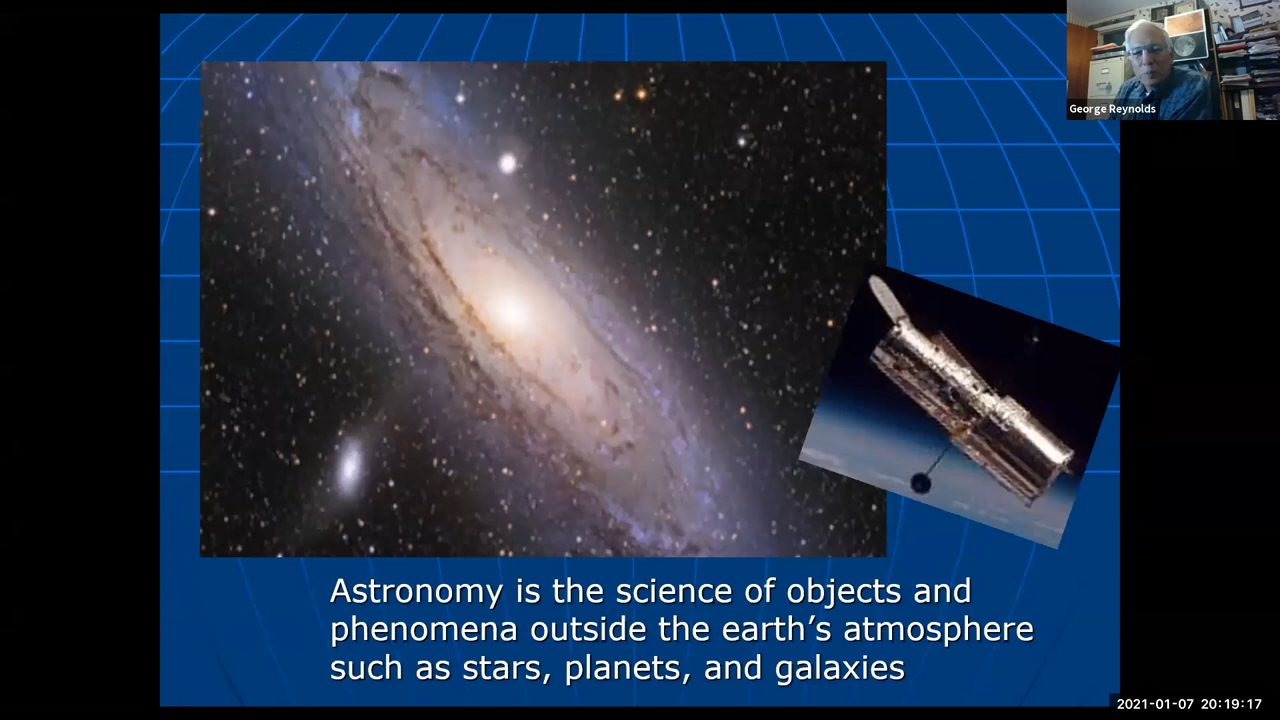 George Reynolds
Astronomy is the science of objects and
phenomena outside the earth’s atmosphere
such as stars, planets, and galaxies
2021-01-07 20:19:17